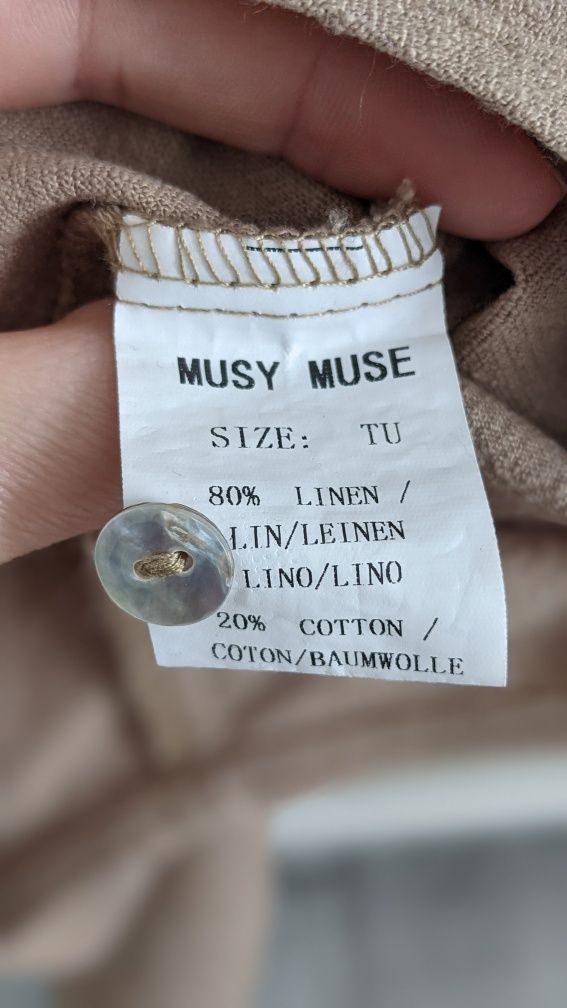 MUSY MUSE
SIZE: TU
80% LINEN /
LIN/LEINEN
LINO/LINO
20% COTTON /
COTON/BAUMWOLLE